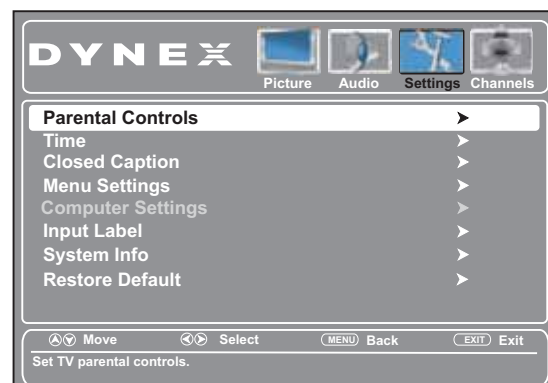 DYNEX
Picture Audio Settings Channels
Parental Controls
Time
Closed Caption
Menu Settings
Computer Settings
Input Label
System Info
Restore Default
Move Select MENU Back EXIT Exit
Set TV parental controls.